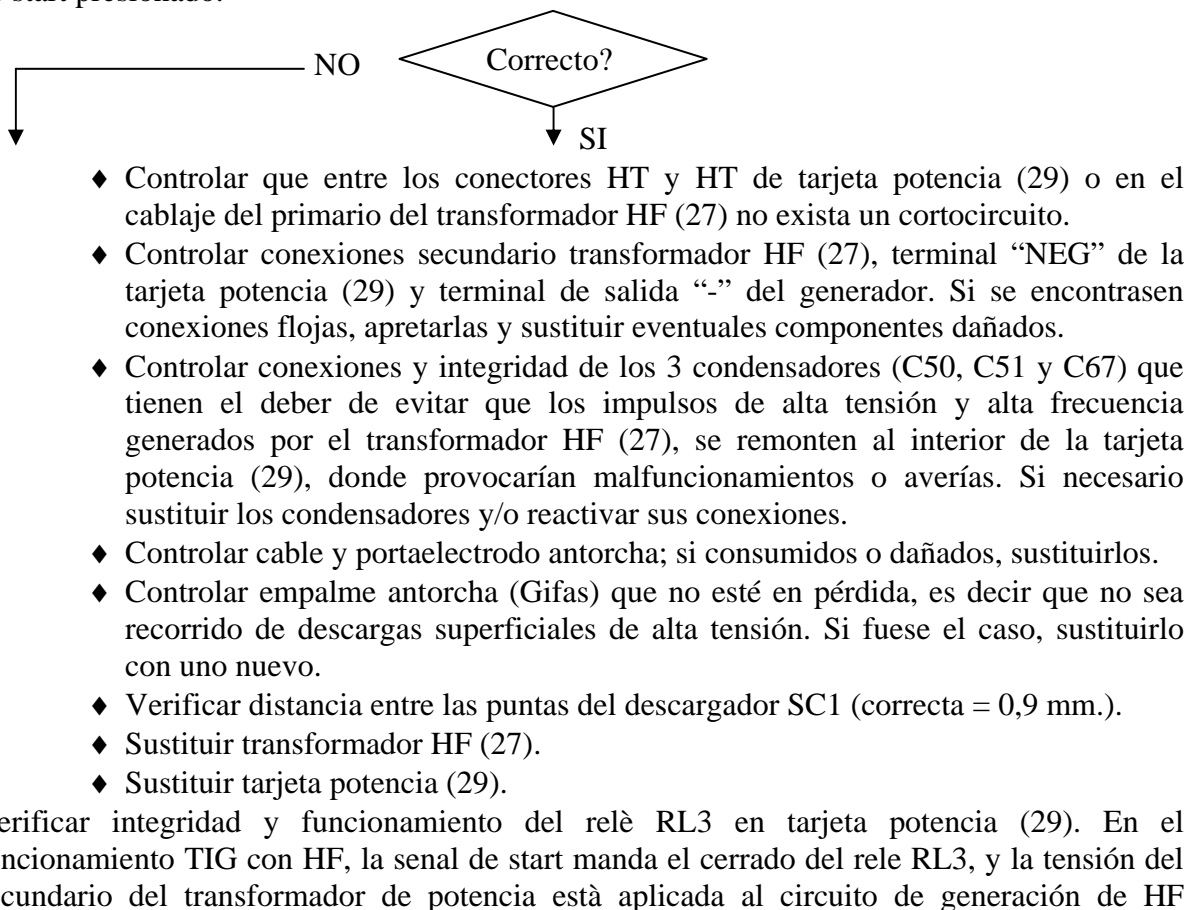 start presionado.
NO Correcto?
SI
♦ Controlar que entre los conectores HT y HT de tarjeta potencia (29) o en el
cablaje del primario del transformador HF (27) no exista un cortocircuito.
♦ Controlar conexiones secundario transformador HF (27), terminal “NEG” de la
tarjeta potencia (29) y terminal de salida “-” del generador. Si se encontrasen
conexiones flojas, apretarlas y sustituir eventuales componentes dañados.
♦ Controlar conexiones y integridad de los 3 condensadores (C50, C51 y C67) que
tienen el deber de evitar que los impulsos de alta tensión y alta frecuencia
generados por el transformador HF (27), se remonten al interior de la tarjeta
potencia (29), donde provocarían malfuncionamientos o averías. Si necesario
sustituir los condensadores y/o reactivar sus conexiones.
♦ Controlar cable y portaelectrodo antorcha; si consumidos o dañados, sustituirlos.
♦ Controlar empalme antorcha (Gifas) que no esté en pérdida, es decir que no sea
recorrido de descargas superficiales de alta tensión. Si fuese el caso, sustituirlo
con uno nuevo.
♦ Verificar distancia entre las puntas del descargador SC1 (correcta = 0,9 mm.).
♦ Sustituir transformador HF (27).
♦ Sustituir tarjeta potencia (29).
erificar integridad y funcionamiento del relè RL3 en tarjeta potencia (29). En el
ncionamiento TIG con HF, la senal de start manda el cerrado del rele RL3, y la tensión del
cundario del transformador de potencia està aplicada al circuito de generación de HF